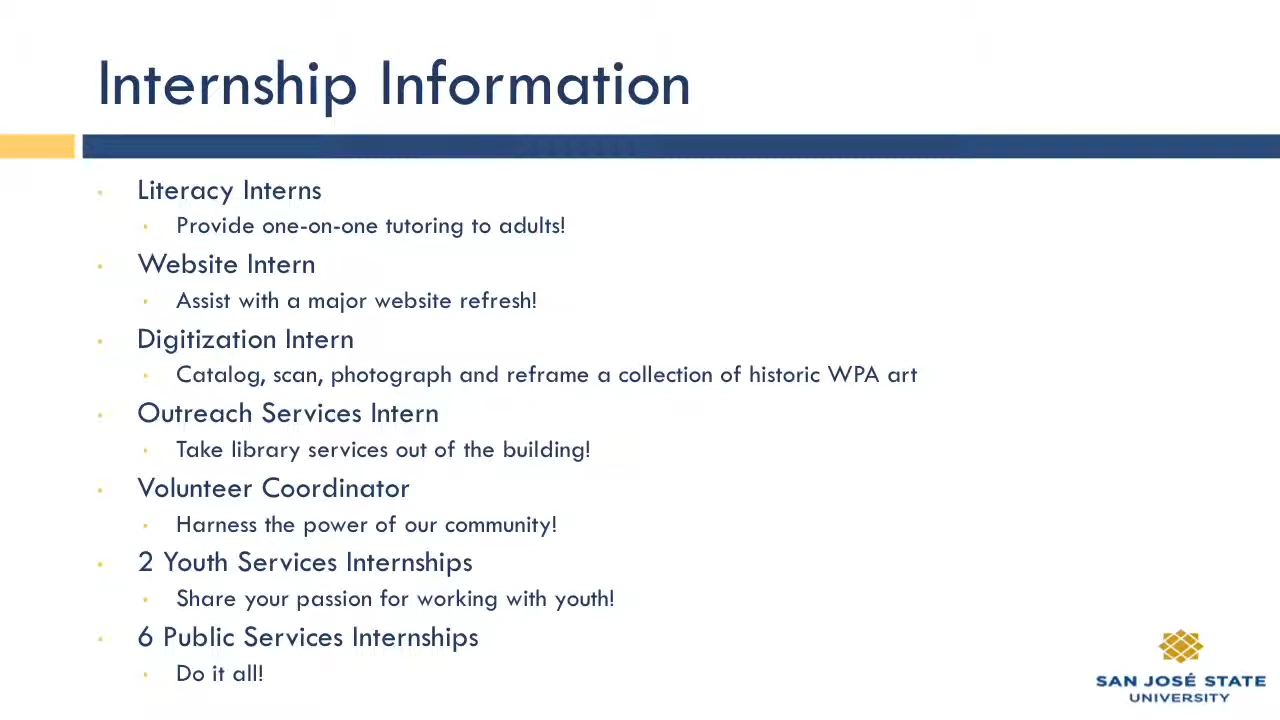 Internship Information
Literacy Interns
Provide one-on-one tutoring to adults!
Website Intern
Assist with a major website refresh!
Digitization Intern
Catalog, scan, photograph and reframe a collection of historic WPA art
Outreach Services Intern
Take library services out of the building!
Volunteer Coordinator
Harness the power of our community!
2 Youth Services Internships
Share your passion for working with youth!
6 Public Services Internships
Do it all!
SAN JOSÉ STATE
UNIVERSITY